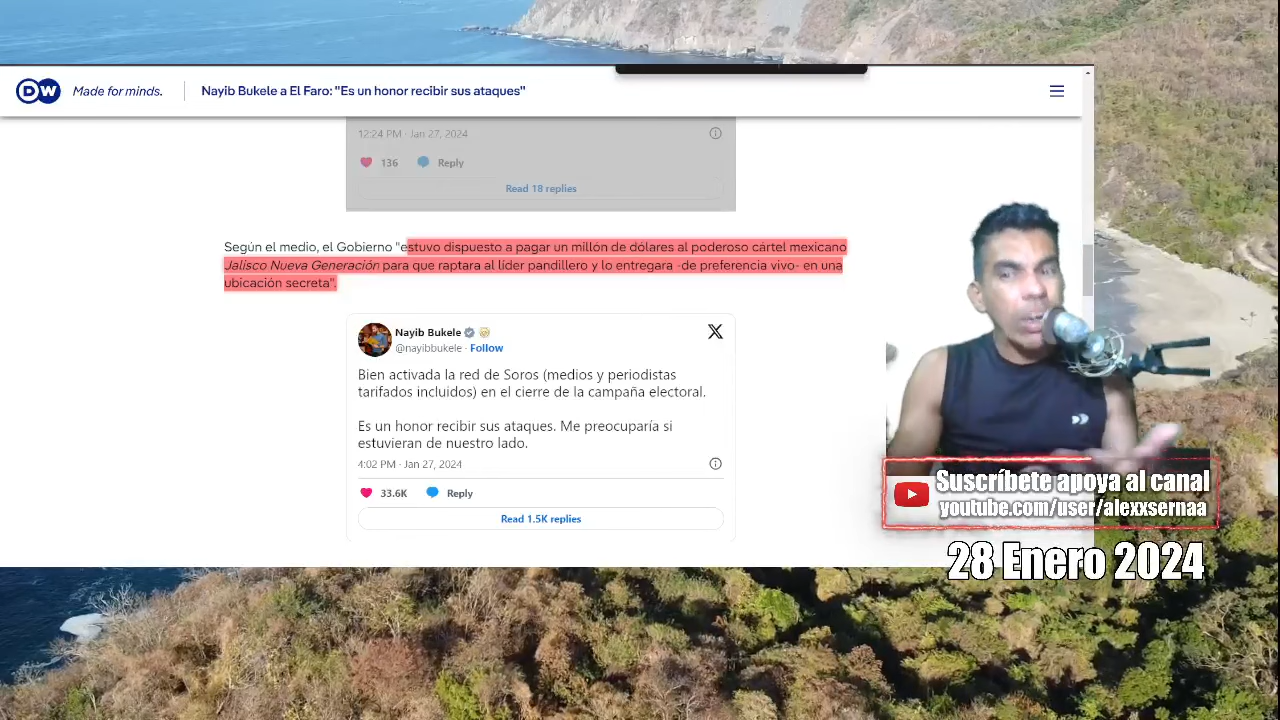 DW Made for minds. Nayib Bukele a El Faro: "Es un honor recibir sus ataques"
12:24 PM · Jan 27, 2024
136 Reply
Read 18 replies
Según el medio, el Gobierno "estuvo dispuesto a pagar un millón de dólares al poderoso cártel mexicano
Jalisco Nueva Generación para que raptara al líder pandillero y lo entregara -de preferencia vivo- en una
ubicación secreta".
Nayib Bukele
@nayibbukele · Follow
Bien activada la red de Soros (medios y periodistas
tarifados incluidos) en el cierre de la campaña electoral.
Es un honor recibir sus ataques. Me preocuparía si
estuvieran de nuestro lado.
4:02 PM · Jan 27, 2024
33.6K Reply
Read 1.5K replies
Suscríbete apoya al canal
youtube.com/user/alexxsernaa
28 Enero 2024